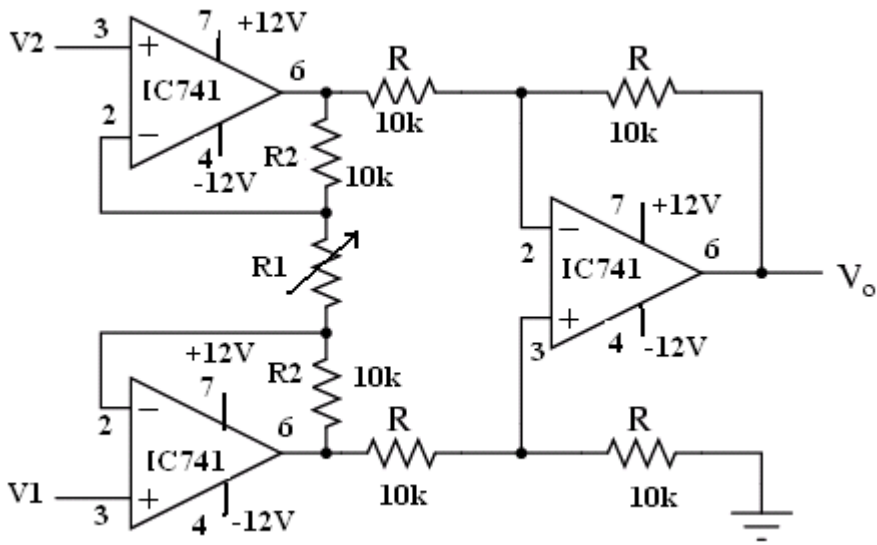 7 +12V
V2 3 + R R
IC741 6
2 − 10k 10k
4 R2 10k
-12V
7 +12V
− 6
R1 2 IC741 V₀
+
+12V 3 4 -12V
7 R2 10k
2 − 6 R R
IC741
V1 + 10k 10k
3 4 -12V